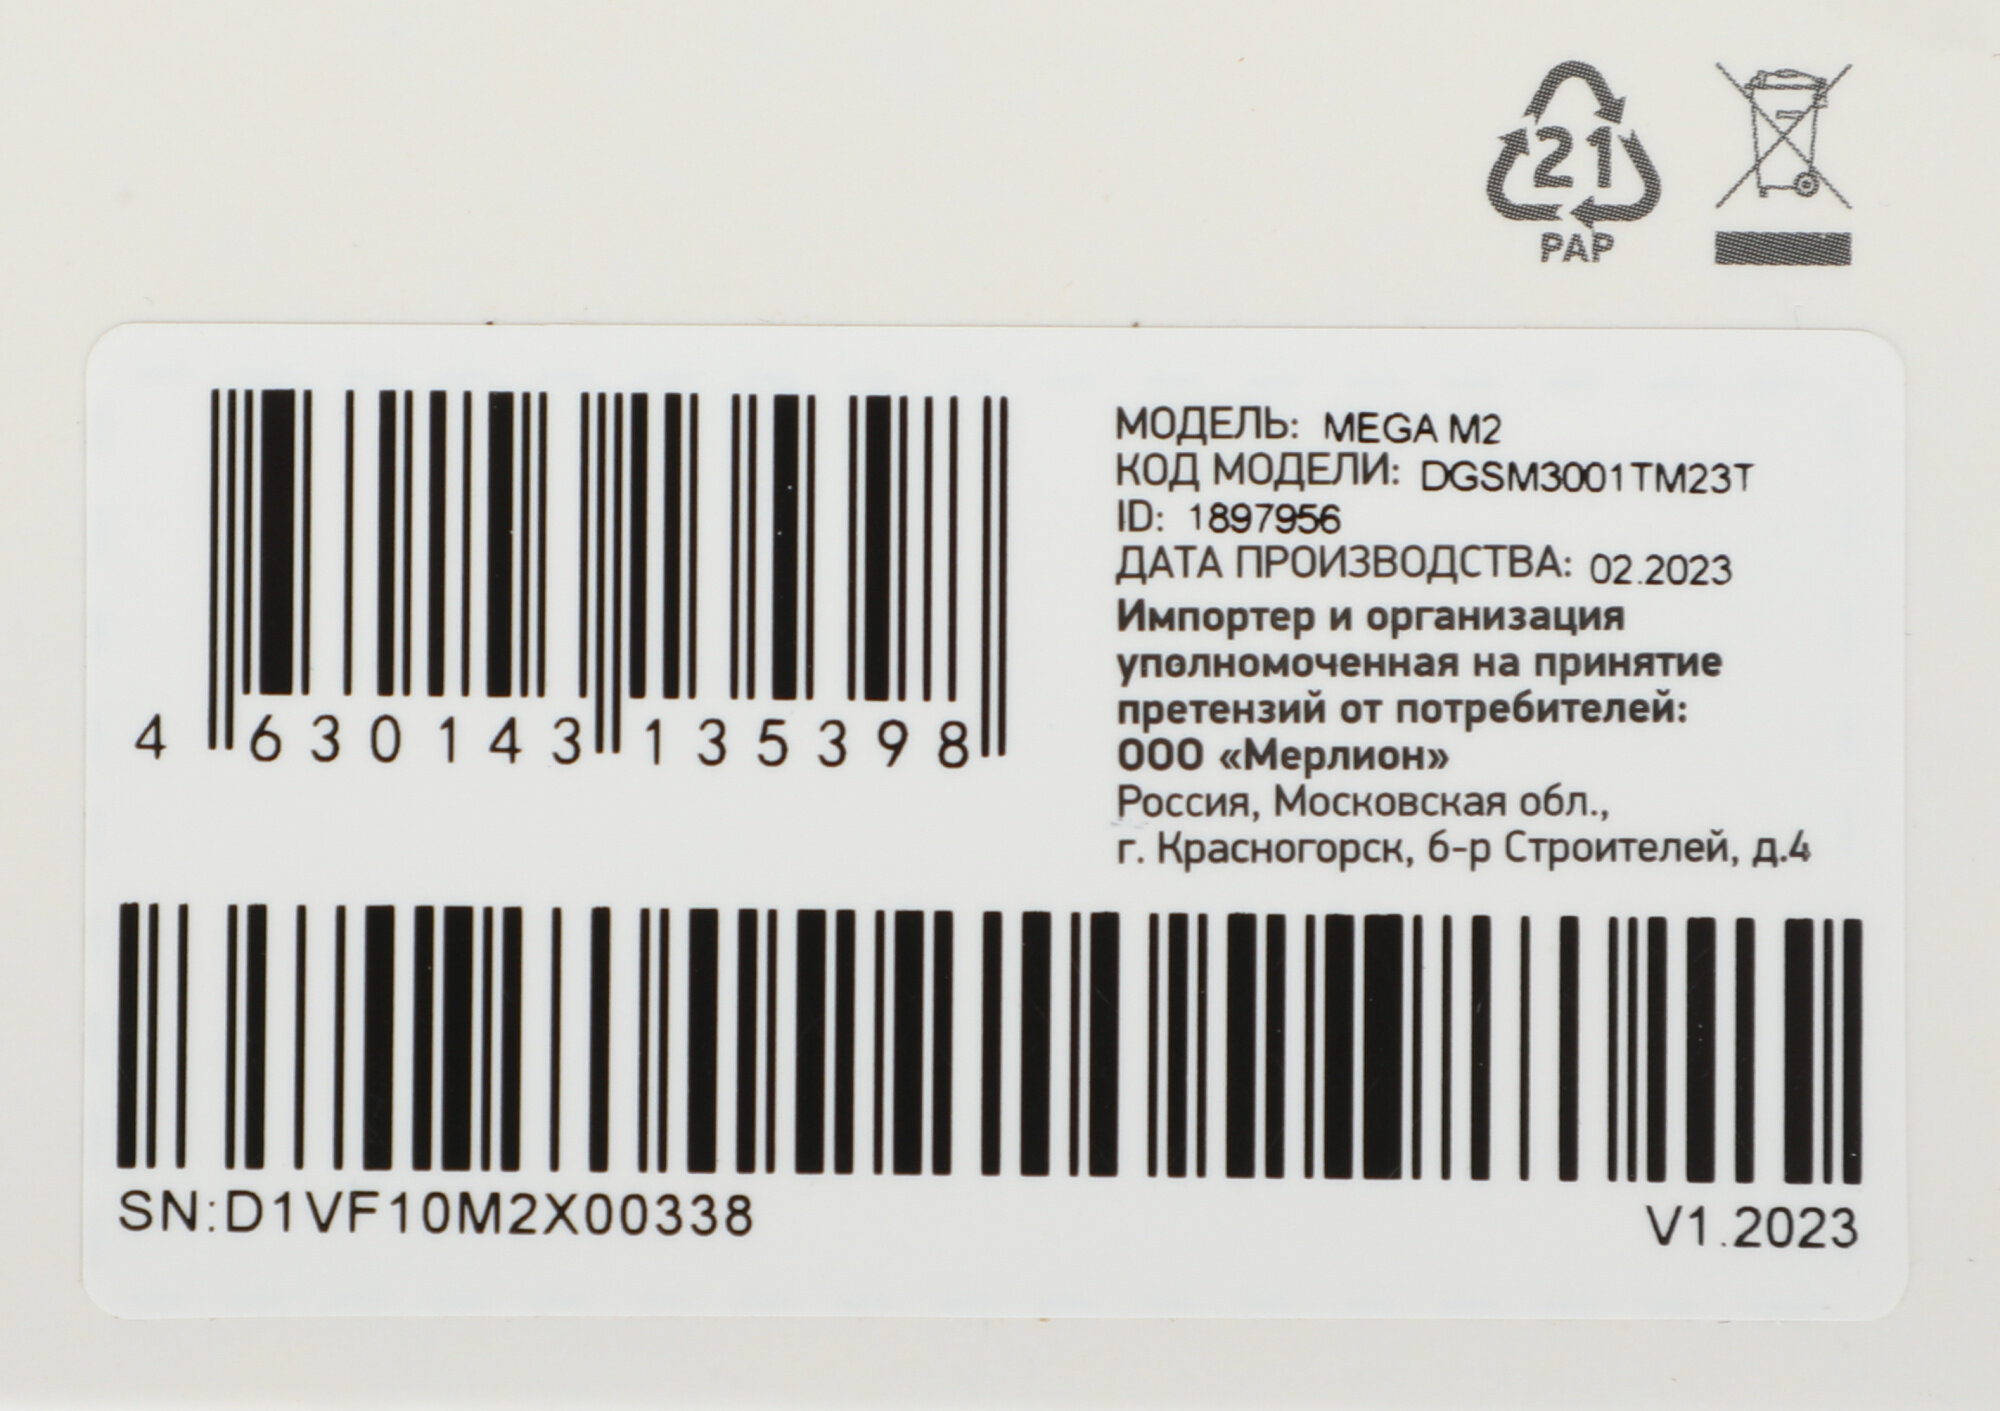 21
PAP
МОДЕЛЬ: MEGA M2
КОД МОДЕЛИ: DGSM3001TM23T
ID: 1897956
ДАТА ПРОИЗВОДСТВА: 02.2023
Импортер и организация
уполномоченная на принятие
претензий от потребителей:
ООО «Мерлион»
Россия, Московская обл.,
г. Красногорск, б-р Строителей, д.4
4 630143 135398
SN:D1VF10M2X00338
V1.2023